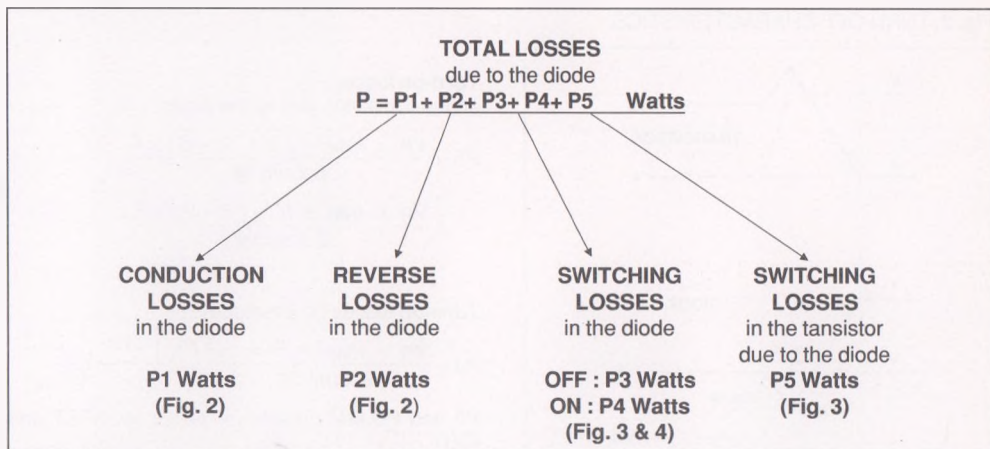 TOTAL LOSSES
due to the diode
P = P1+ P2+ P3+ P4+ P5 Watts
CONDUCTION
LOSSES
in the diode
P1 Watts
(Fig. 2)
REVERSE
LOSSES
in the diode
P2 Watts
(Fig. 2)
SWITCHING
LOSSES
in the diode
OFF : P3 Watts
ON : P4 Watts
(Fig. 3 & 4)
SWITCHING
LOSSES
in the tansistor
due to the diode
P5 Watts
(Fig. 3)